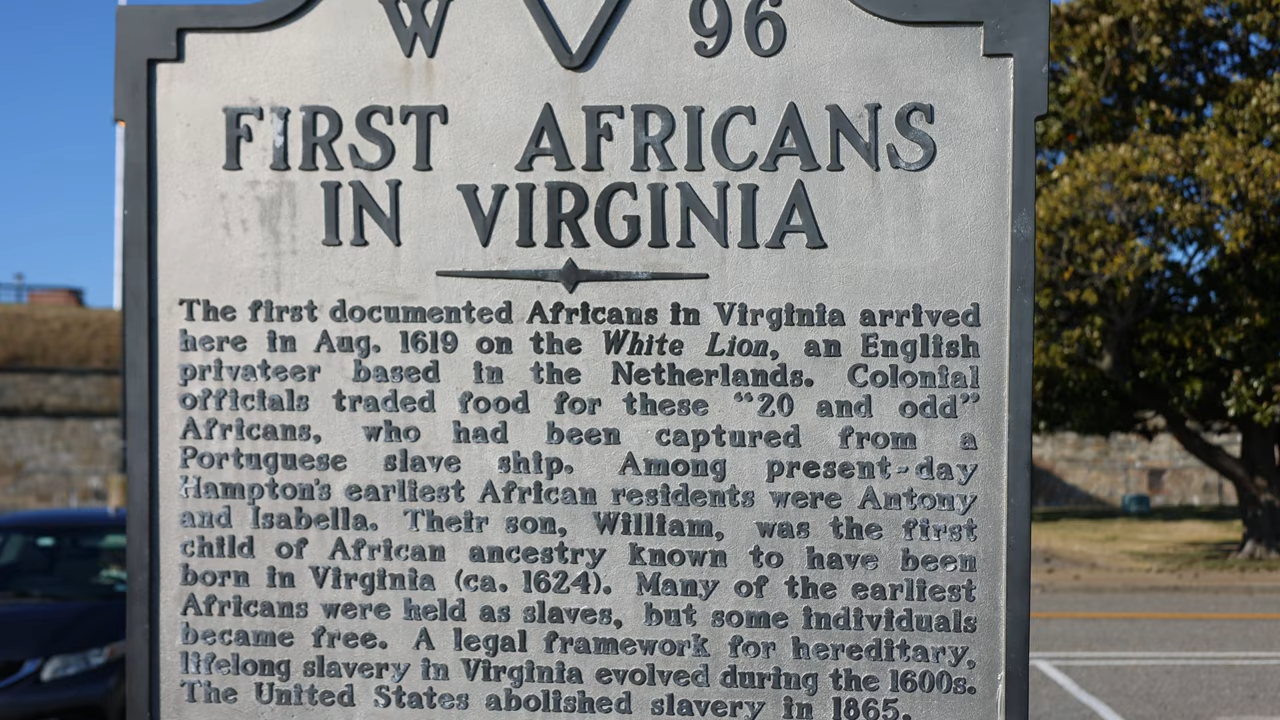 W 96
FIRST AFRICANS
IN VIRGINIA
The first documented Africans in Virginia arrived
here in Aug. 1619 on the White Lion, an English
privateer based in the Netherlands. Colonial
officials traded food for these “20 and odd”
Africans, who had been captured from a
Portuguese slave ship. Among present-day
Hampton's earliest African residents were Antony
and Isabella. Their son, William, was the first
child of African ancestry known to have been
born in Virginia (ca. 1624). Many of the earliest
Africans were held as slaves, but some individuals
became free. A legal framework for hereditary,
lifelong slavery in Virginia evolved during the 1600s.
The United States abolished slavery in 1865.